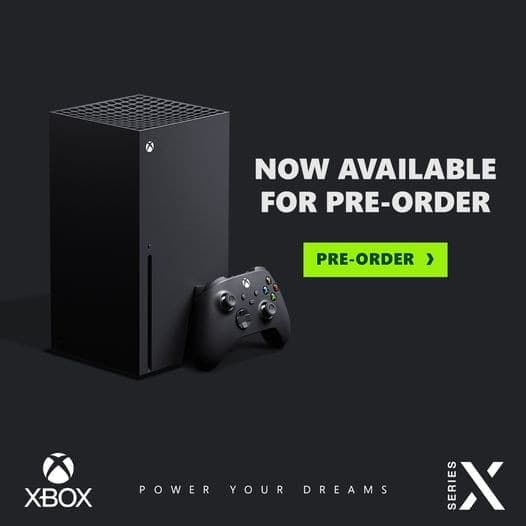 NOW AVAILABLE
FOR PRE-ORDER
PRE-ORDER ❯
XBOX
POWER YOUR DREAMS
SERIES X